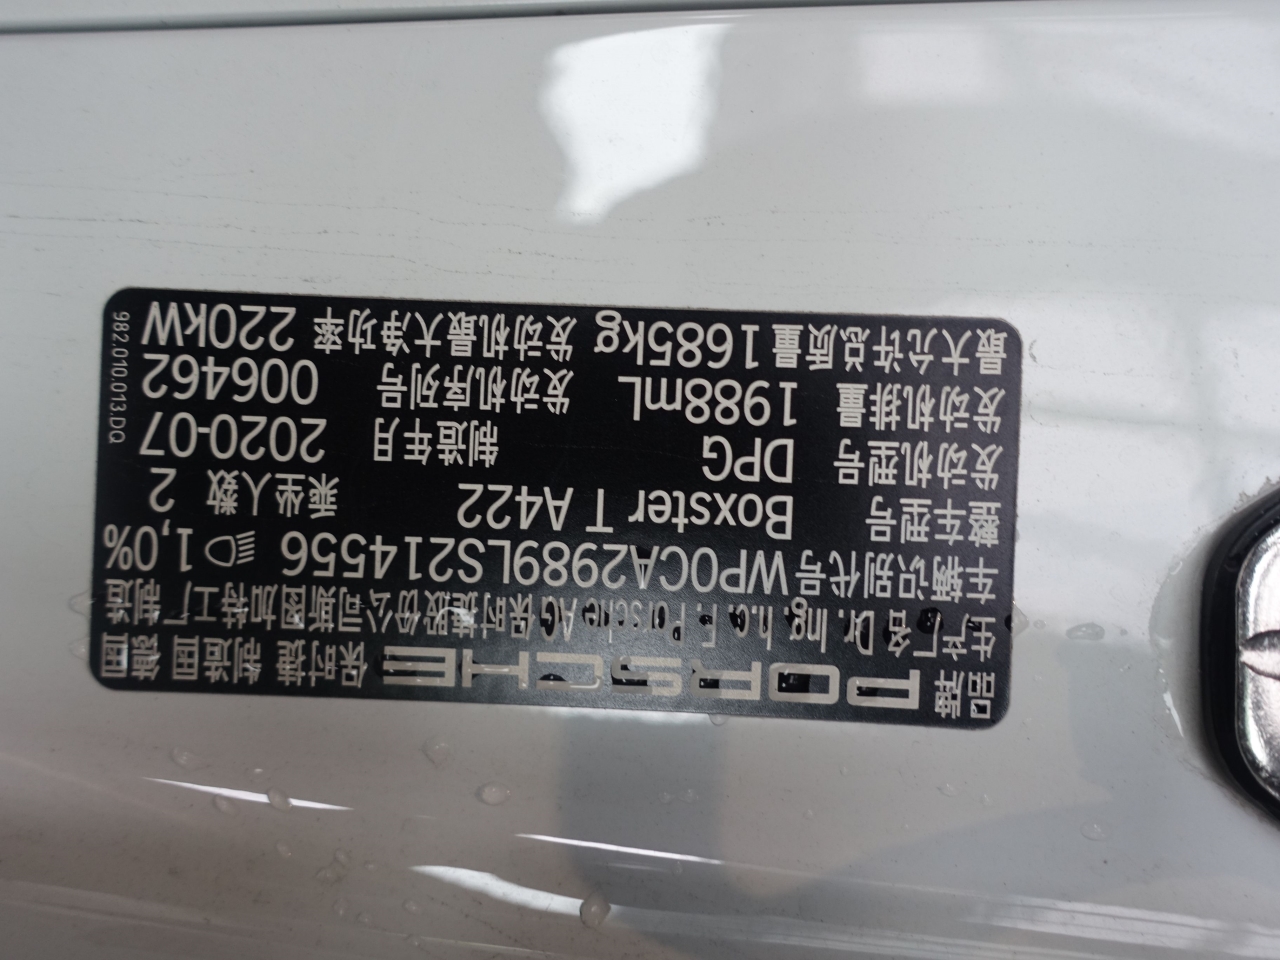 品牌 PORSCHE 保时捷 制造国 德国
生产厂名 Dr. Ing. h.c. F. Porsche AG 保时捷股份公司斯图加特工厂制造
车辆识别代号 WP0CA2989LS214556 1,0%
整车型号 Boxster T A422 乘坐人数 2
发动机型号 DPG 制造年月 2020-07
发动机排量 1988mL 发动机序列号 006462
最大允许总质量 1685kg 发动机最大净功率 220kW
982.010.013.DQ